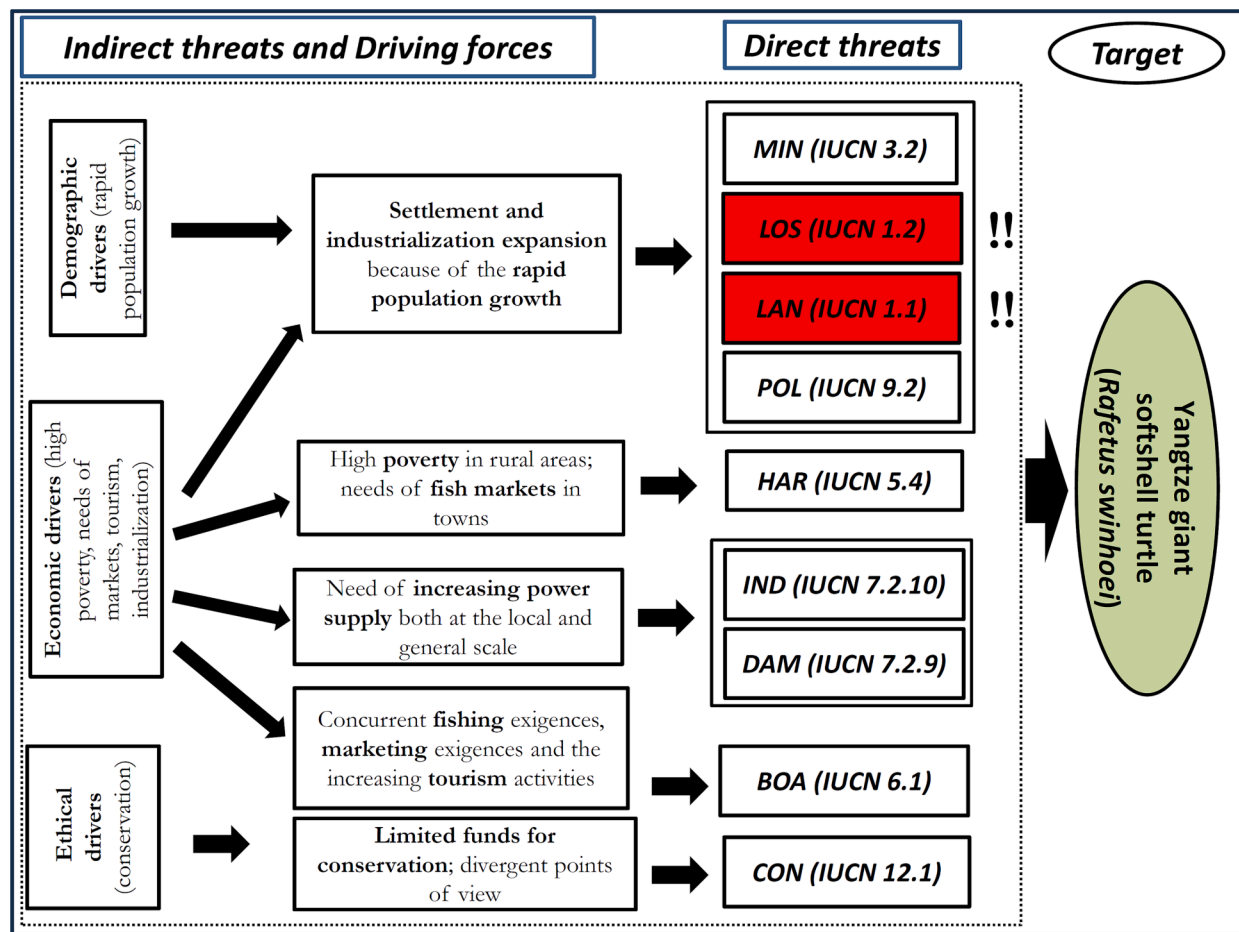 Indirect threats and Driving forces
Direct threats
Target
Demographic
drivers (rapid
population growth)
Economic drivers (high
poverty, needs of
markets, tourism,
industrialization)
Ethical
drivers
(conservation)
Settlement and
industrialization expansion
because of the rapid
population growth
High poverty in rural areas;
needs of fish markets in
towns
Need of increasing power
supply both at the local and
general scale
Concurrent fishing exigences,
marketing exigences and the
increasing tourism activities
Limited funds for
conservation; divergent points
of view
MIN (IUCN 3.2)
LOS (IUCN 1.2)
!!
LAN (IUCN 1.1)
!!
POL (IUCN 9.2)
HAR (IUCN 5.4)
IND (IUCN 7.2.10)
DAM (IUCN 7.2.9)
BOA (IUCN 6.1)
CON (IUCN 12.1)
Yangtze giant
softshell turtle
(Rafetus swinhoei)